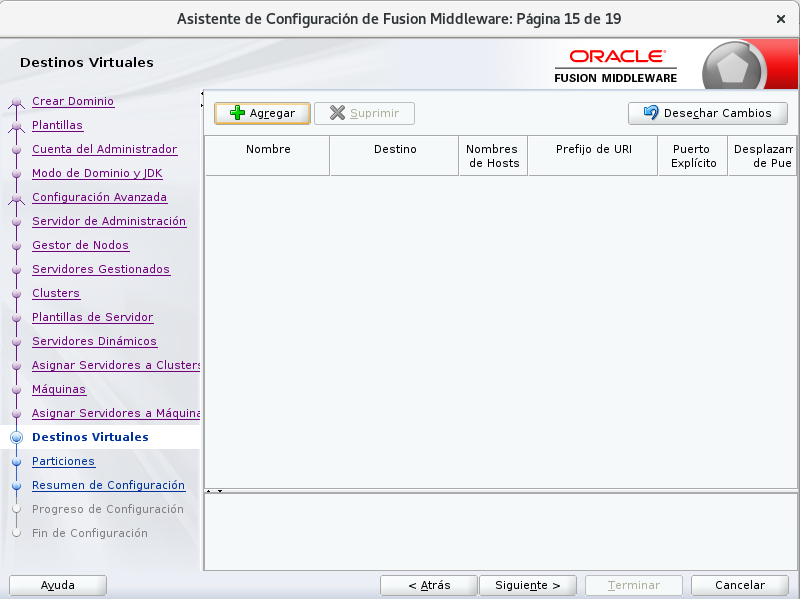 Asistente de Configuración de Fusion Middleware: Página 15 de 19
Destinos Virtuales
ORACLE
FUSION MIDDLEWARE
Crear Dominio
Plantillas
Cuenta del Administrador
Modo de Dominio y JDK
Configuración Avanzada
Servidor de Administración
Gestor de Nodos
Servidores Gestionados
Clusters
Plantillas de Servidor
Servidores Dinámicos
Asignar Servidores a Clusters
Máquinas
Asignar Servidores a Máquina
Destinos Virtuales
Particiones
Resumen de Configuración
Progreso de Configuración
Fin de Configuración
Agregar
Suprimir
Desechar Cambios
Nombre
Destino
Nombres
de Hosts
Prefijo de URI
Puerto
Explícito
Desplazam
de Pue
Ayuda
< Atrás
Siguiente >
Terminar
Cancelar